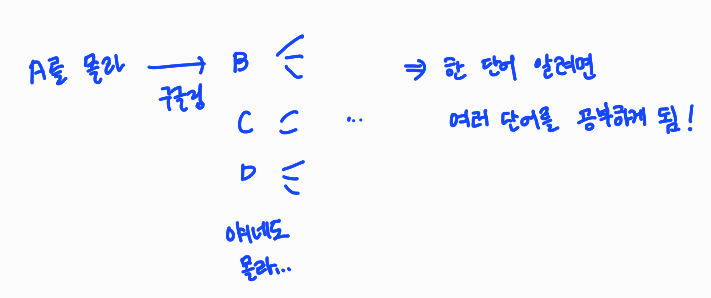 A를 몰라
구글링
B
C
...
D
얘네도
몰라...
⇒ 한 단어 알려면
여러 단어를 공부하게 됨!